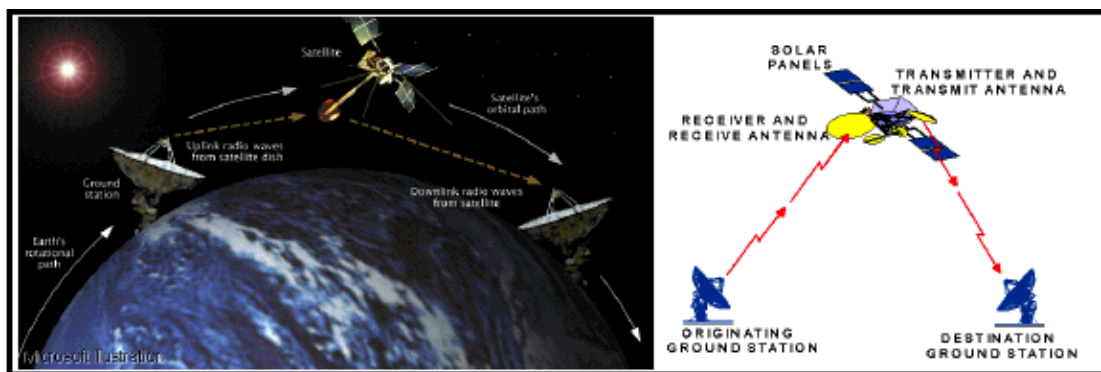 Satellite
Satellite's
orbital path
Uplink radio waves
from satellite dish
Ground
station
Downlink radio waves
from satellite
Earth's
rotational
path
Microsoft Illustration
SOLAR
PANELS
TRANSMITTER AND
TRANSMIT ANTENNA
RECEIVER AND
RECEIVE ANTENNA
ORIGINATING
GROUND STATION
DESTINATION
GROUND STATION